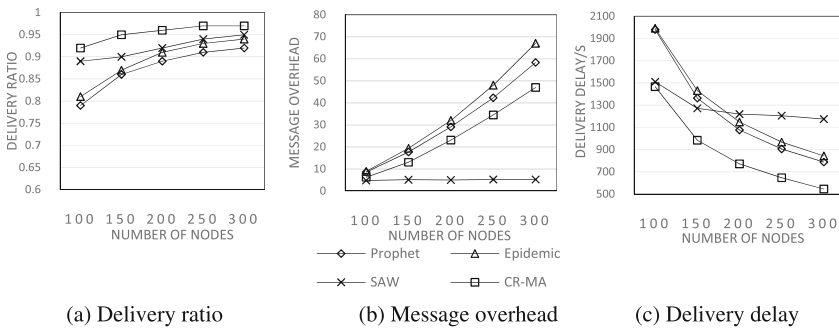 1
0.95
0.9
0.85
0.8
0.75
0.7
0.65
0.6
DELIVERY RATIO
100 150 200 250 300
NUMBER OF NODES
80
70
60
50
40
30
20
10
0
MESSAGE OVERHEAD
100 150 200 250 300
NUMBER OF NODES
2100
1900
1700
1500
1300
1100
900
700
500
DELIVERY DELAY/S
100 150 200 250 300
NUMBER OF NODES
Prophet
Epidemic
SAW
CR-MA
(a) Delivery ratio
(b) Message overhead
(c) Delivery delay